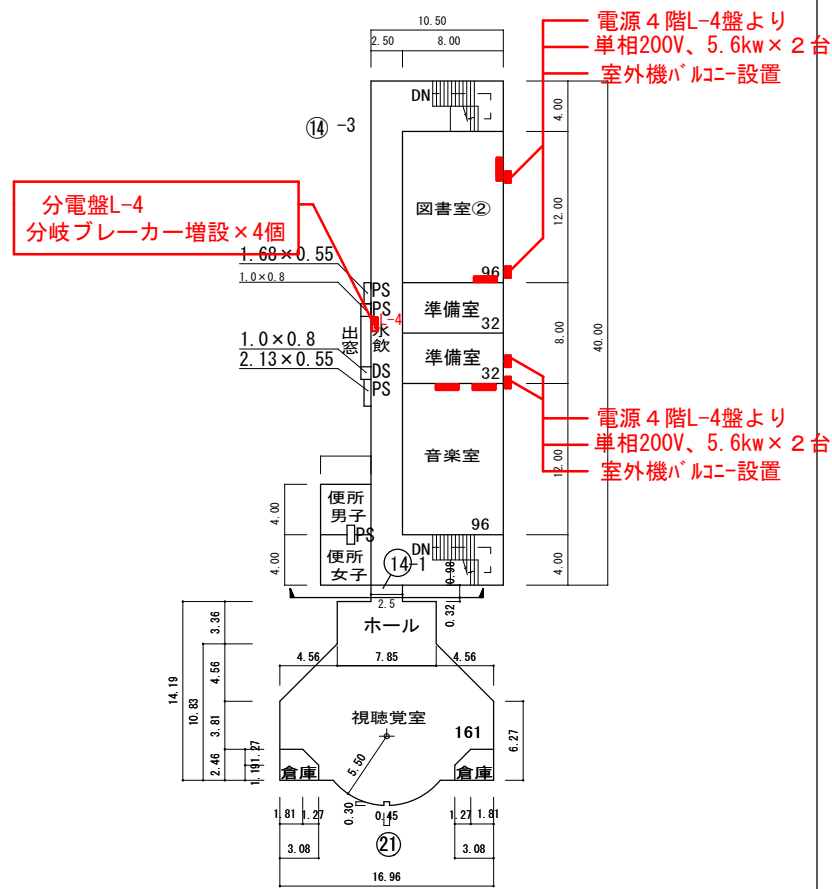 10.50
2.50
8.00
電源４階L-4盤より
単相200V、5.6kw×２台
室外機ﾊﾞﾙｺﾆｰ設置
DN
4.00
⑭ -3
図書室②
12.00
96
分電盤L-4
分岐ブレーカー増設×4個
1.68×0.55
1.0×0.8
PS
PS
L-4
水飲
出窓
準備室
32
8.00
40.00
1.0×0.8
2.13×0.55
DS
PS
準備室
32
電源４階L-4盤より
単相200V、5.6kw×２台
室外機ﾊﾞﾙｺﾆｰ設置
音楽室
12.00
96
4.00
便所
男子
PS
4.00
便所
女子
DN
14-1
0.98
4.00
2.5
0.32
ホール
3.36
4.56
7.85
4.56
14.19
10.83
4.56
視聴覚室
161
3.81
6.27
5.50
1.27
2.46
1.19
倉庫
倉庫
0.30
0.45
1.81
1.27
1.27
1.81
3.08
3.08
㉑
16.96